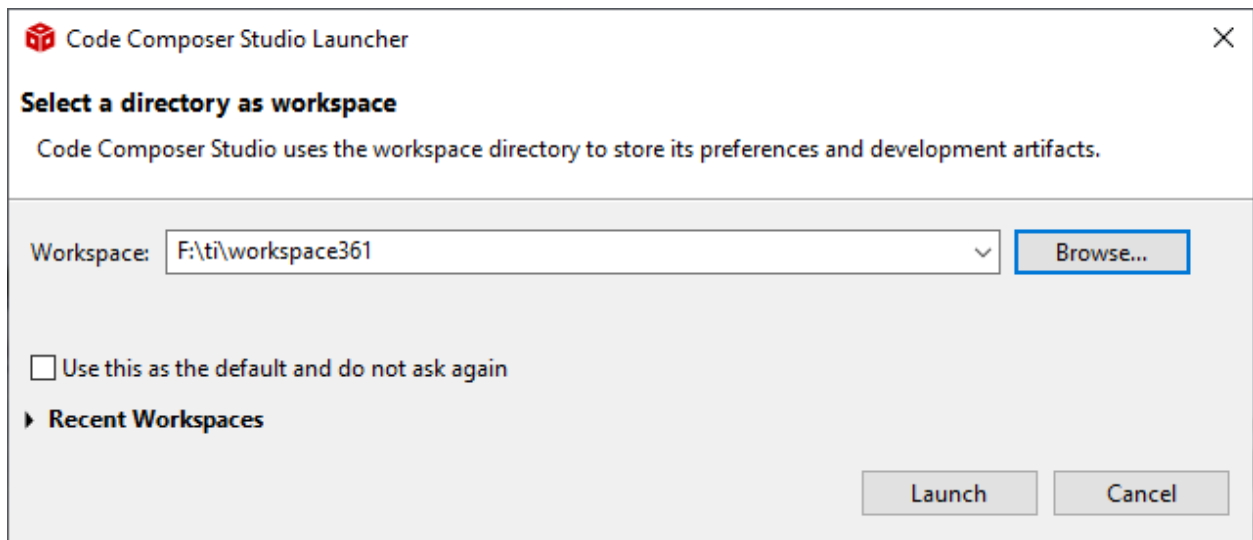 Code Composer Studio Launcher
Select a directory as workspace
Code Composer Studio uses the workspace directory to store its preferences and development artifacts.
Workspace: F:\ti\workspace361 Browse...
Use this as the default and do not ask again
Recent Workspaces
Launch Cancel